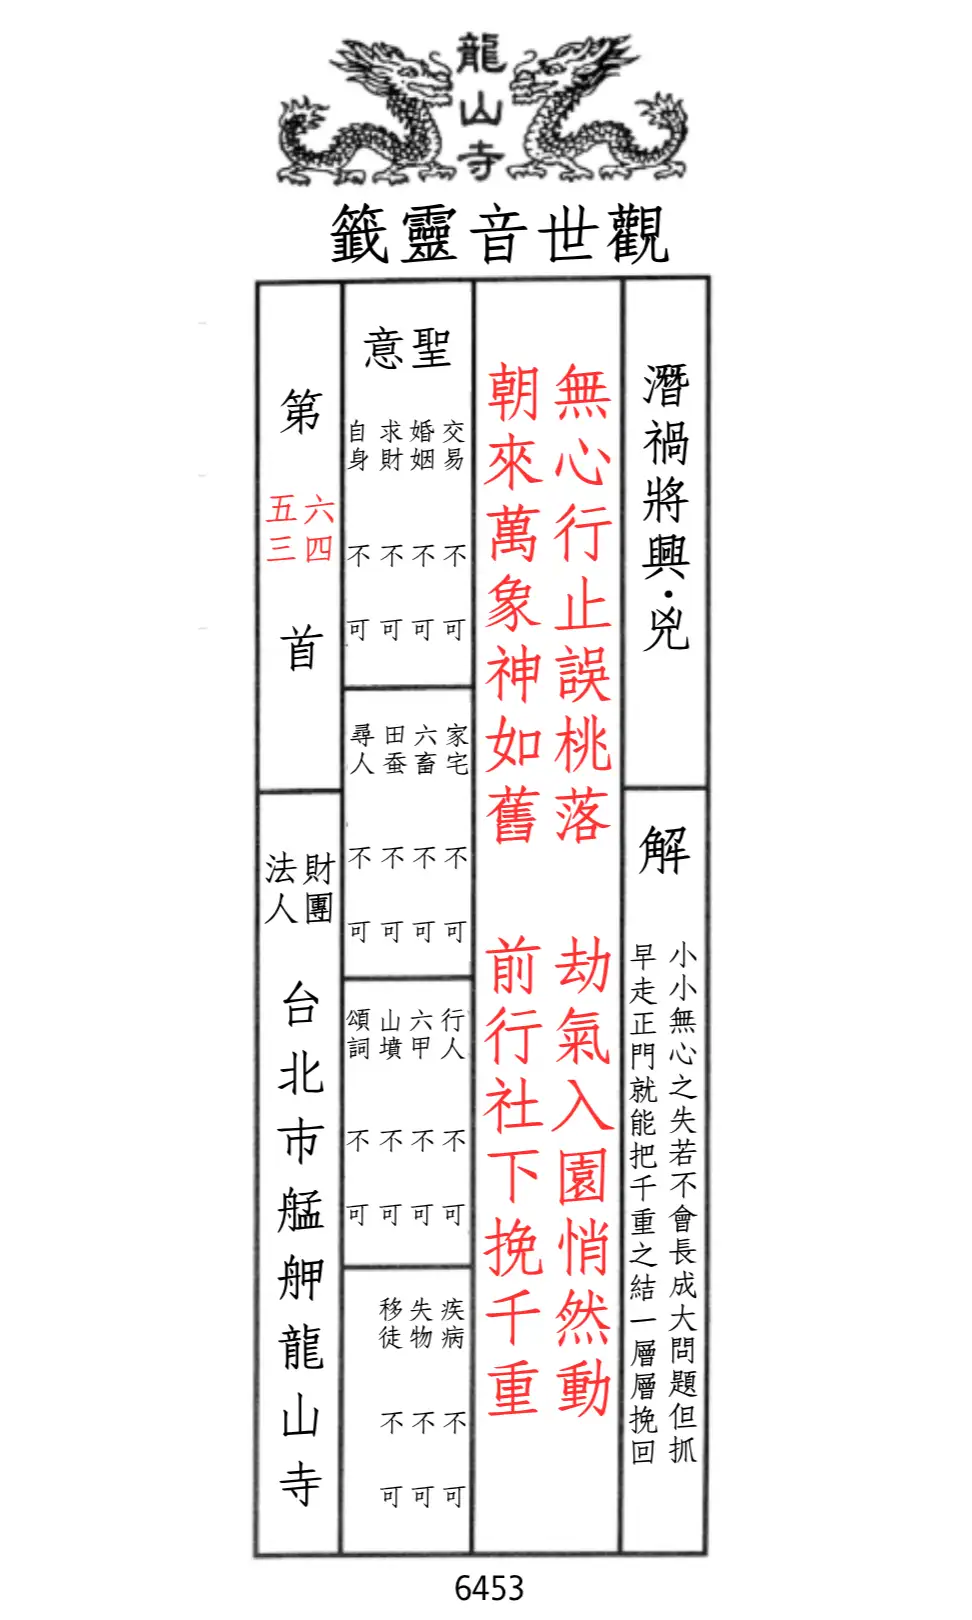 龍山寺
觀世音靈籤
潛禍將興・兇
解
小小無心之失若不會長成大問題但抓
早走正門就能把千重之結一層層挽回
無心行止誤桃落 劫氣入園悄然動
朝來萬象神如舊 前行社下挽千重
聖意
交易 不可
婚姻 不可
求財 不可
自身 不可
家宅 不可
六畜 不可
田蚕 不可
尋人 不可
行人 不可
六甲 不可
山墳 不可
頌詞 不可
疾病 不可
失物 不可
移徒 不可
第
六四
五三
首
財團
法人
台北市艋舺龍山寺
6453